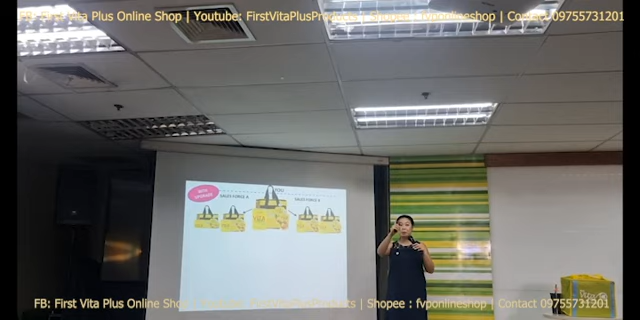 FB: First Vita Plus Online Shop | Youtube: FirstVitaPlusProducts | Shopee : fvponlineshop | Contact 09755731201
YOU
SALES FORCE A
SALES FORCE A
FB: First Vita Plus Online Shop | Youtube: FirstVitaPlusProducts | Shopee : fvponlineshop | Contact 09755731201